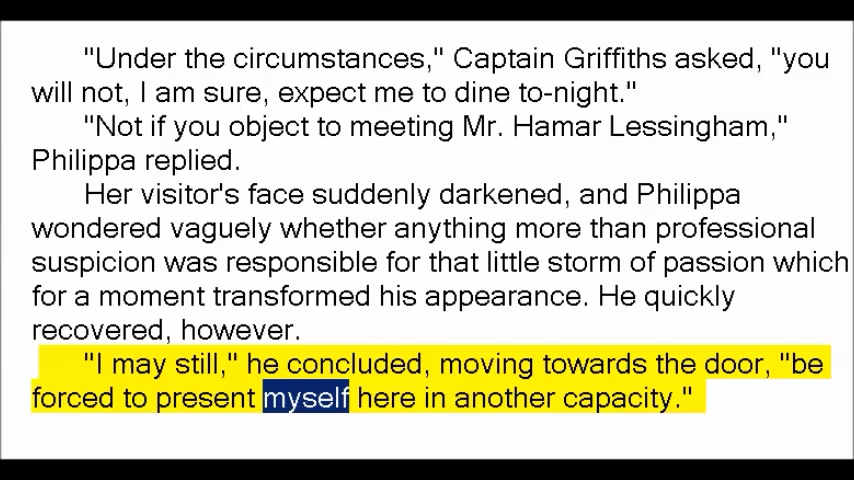 "Under the circumstances," Captain Griffiths asked, "you
will not, I am sure, expect me to dine to-night."
"Not if you object to meeting Mr. Hamar Lessingham,"
Philippa replied.
Her visitor's face suddenly darkened, and Philippa
wondered vaguely whether anything more than professional
suspicion was responsible for that little storm of passion which
for a moment transformed his appearance. He quickly
recovered, however.
"I may still," he concluded, moving towards the door, "be
forced to present myself here in another capacity."